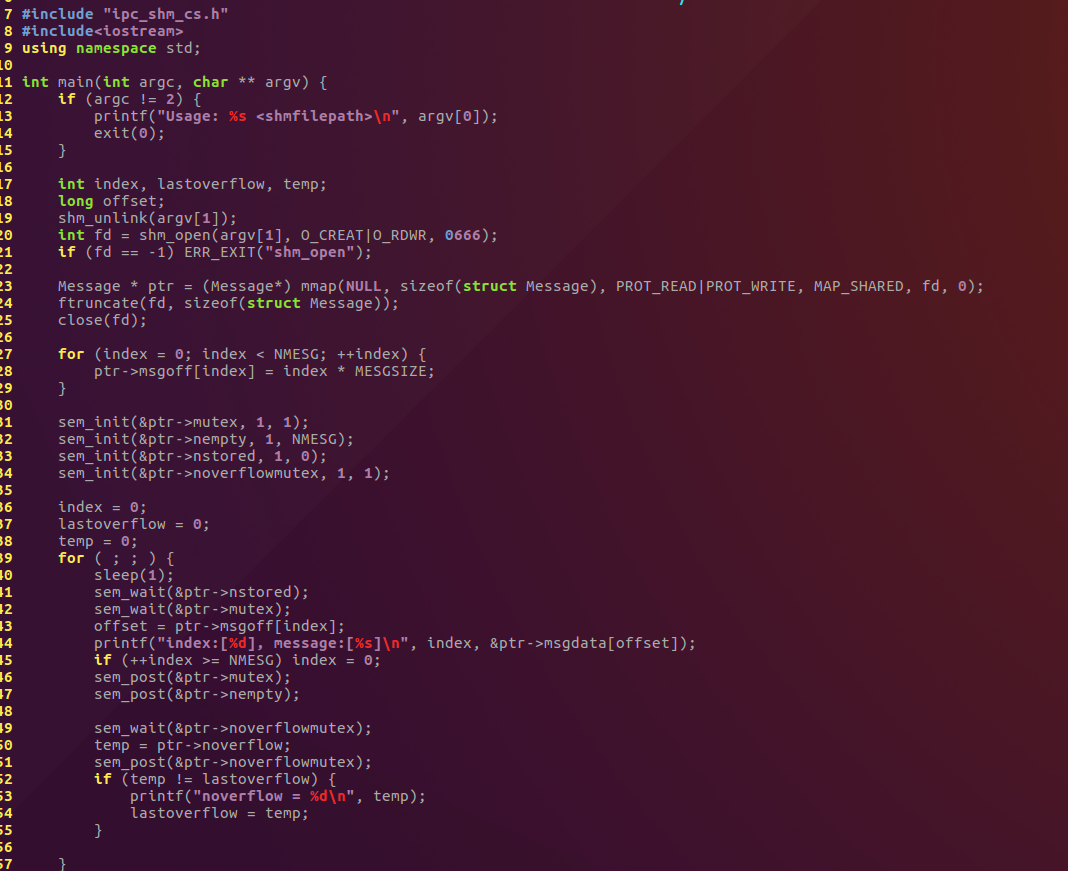 7 #include "ipc_shm_cs.h"
8 #include<iostream>
9 using namespace std;
10
11 int main(int argc, char ** argv) {
12     if (argc != 2) {
13         printf("Usage: %s <shmfilepath>\n", argv[0]);
14         exit(0);
15     }
16
17     int index, lastoverflow, temp;
18     long offset;
19     shm_unlink(argv[1]);
20     int fd = shm_open(argv[1], O_CREAT|O_RDWR, 0666);
21     if (fd == -1) ERR_EXIT("shm_open");
22
23     Message * ptr = (Message*) mmap(NULL, sizeof(struct Message), PROT_READ|PROT_WRITE, MAP_SHARED, fd, 0);
24     ftruncate(fd, sizeof(struct Message));
25     close(fd);
26
27     for (index = 0; index < NMESG; ++index) {
28         ptr->msgoff[index] = index * MESGSIZE;
29     }
30
31     sem_init(&ptr->mutex, 1, 1);
32     sem_init(&ptr->nempty, 1, NMESG);
33     sem_init(&ptr->nstored, 1, 0);
34     sem_init(&ptr->noverflowmutex, 1, 1);
35
36     index = 0;
37     lastoverflow = 0;
38     temp = 0;
39     for ( ; ; ) {
40         sleep(1);
41         sem_wait(&ptr->nstored);
42         sem_wait(&ptr->mutex);
43         offset = ptr->msgoff[index];
44         printf("index:[%d], message:[%s]\n", index, &ptr->msgdata[offset]);
45         if (++index >= NMESG) index = 0;
46         sem_post(&ptr->mutex);
47         sem_post(&ptr->nempty);
48
49         sem_wait(&ptr->noverflowmutex);
50         temp = ptr->noverflow;
51         sem_post(&ptr->noverflowmutex);
52         if (temp != lastoverflow) {
53             printf("noverflow = %d\n", temp);
54             lastoverflow = temp;
55         }
56
57     }